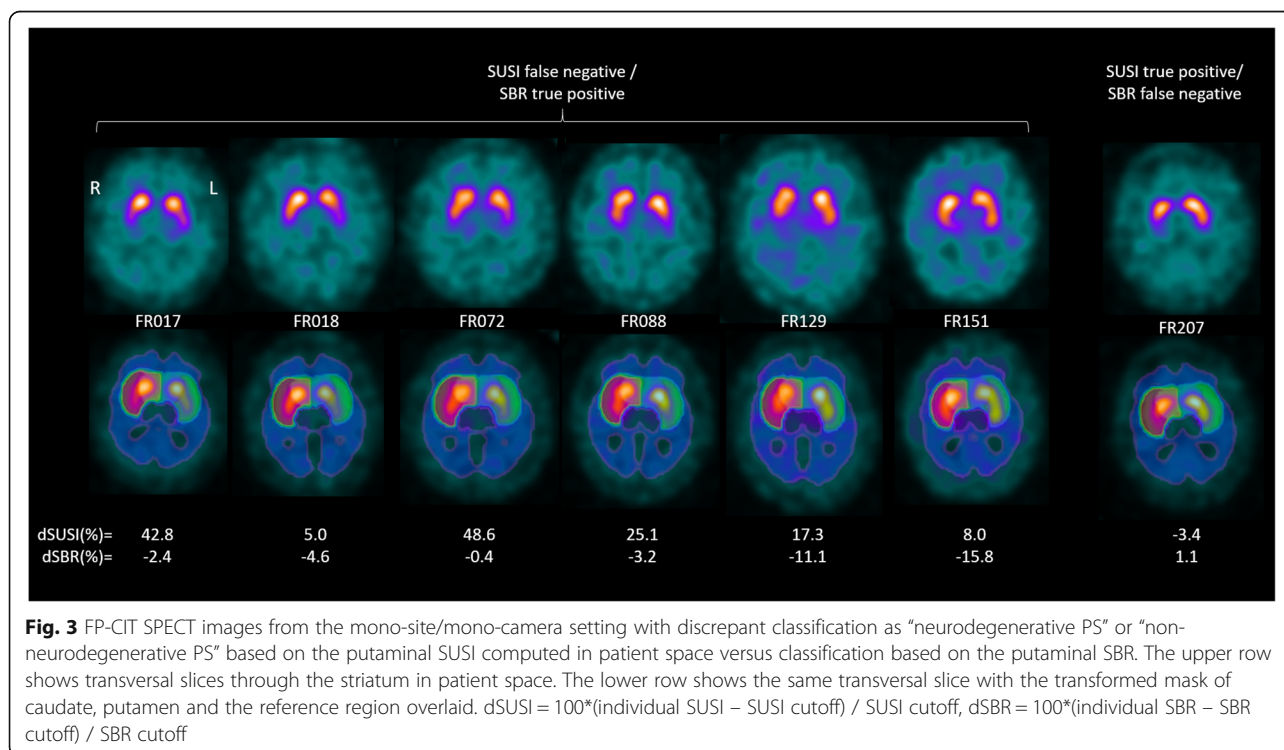 SUSI false negative /
SBR true positive
SUSI true positive/
SBR false negative
R L
FR017 FR018 FR072 FR088 FR129 FR151 FR207
dSUSI(%)= 42.8 5.0 48.6 25.1 17.3 8.0 -3.4
dSBR(%)= -2.4 -4.6 -0.4 -3.2 -11.1 -15.8 1.1
Fig. 3 FP-CIT SPECT images from the mono-site/mono-camera setting with discrepant classification as “neurodegenerative PS” or “non-
neurodegenerative PS” based on the putaminal SUSI computed in patient space versus classification based on the putaminal SBR. The upper row
shows transversal slices through the striatum in patient space. The lower row shows the same transversal slice with the transformed mask of
caudate, putamen and the reference region overlaid. dSUSI = 100*(individual SUSI – SUSI cutoff) / SUSI cutoff, dSBR = 100*(individual SBR – SBR
cutoff) / SBR cutoff